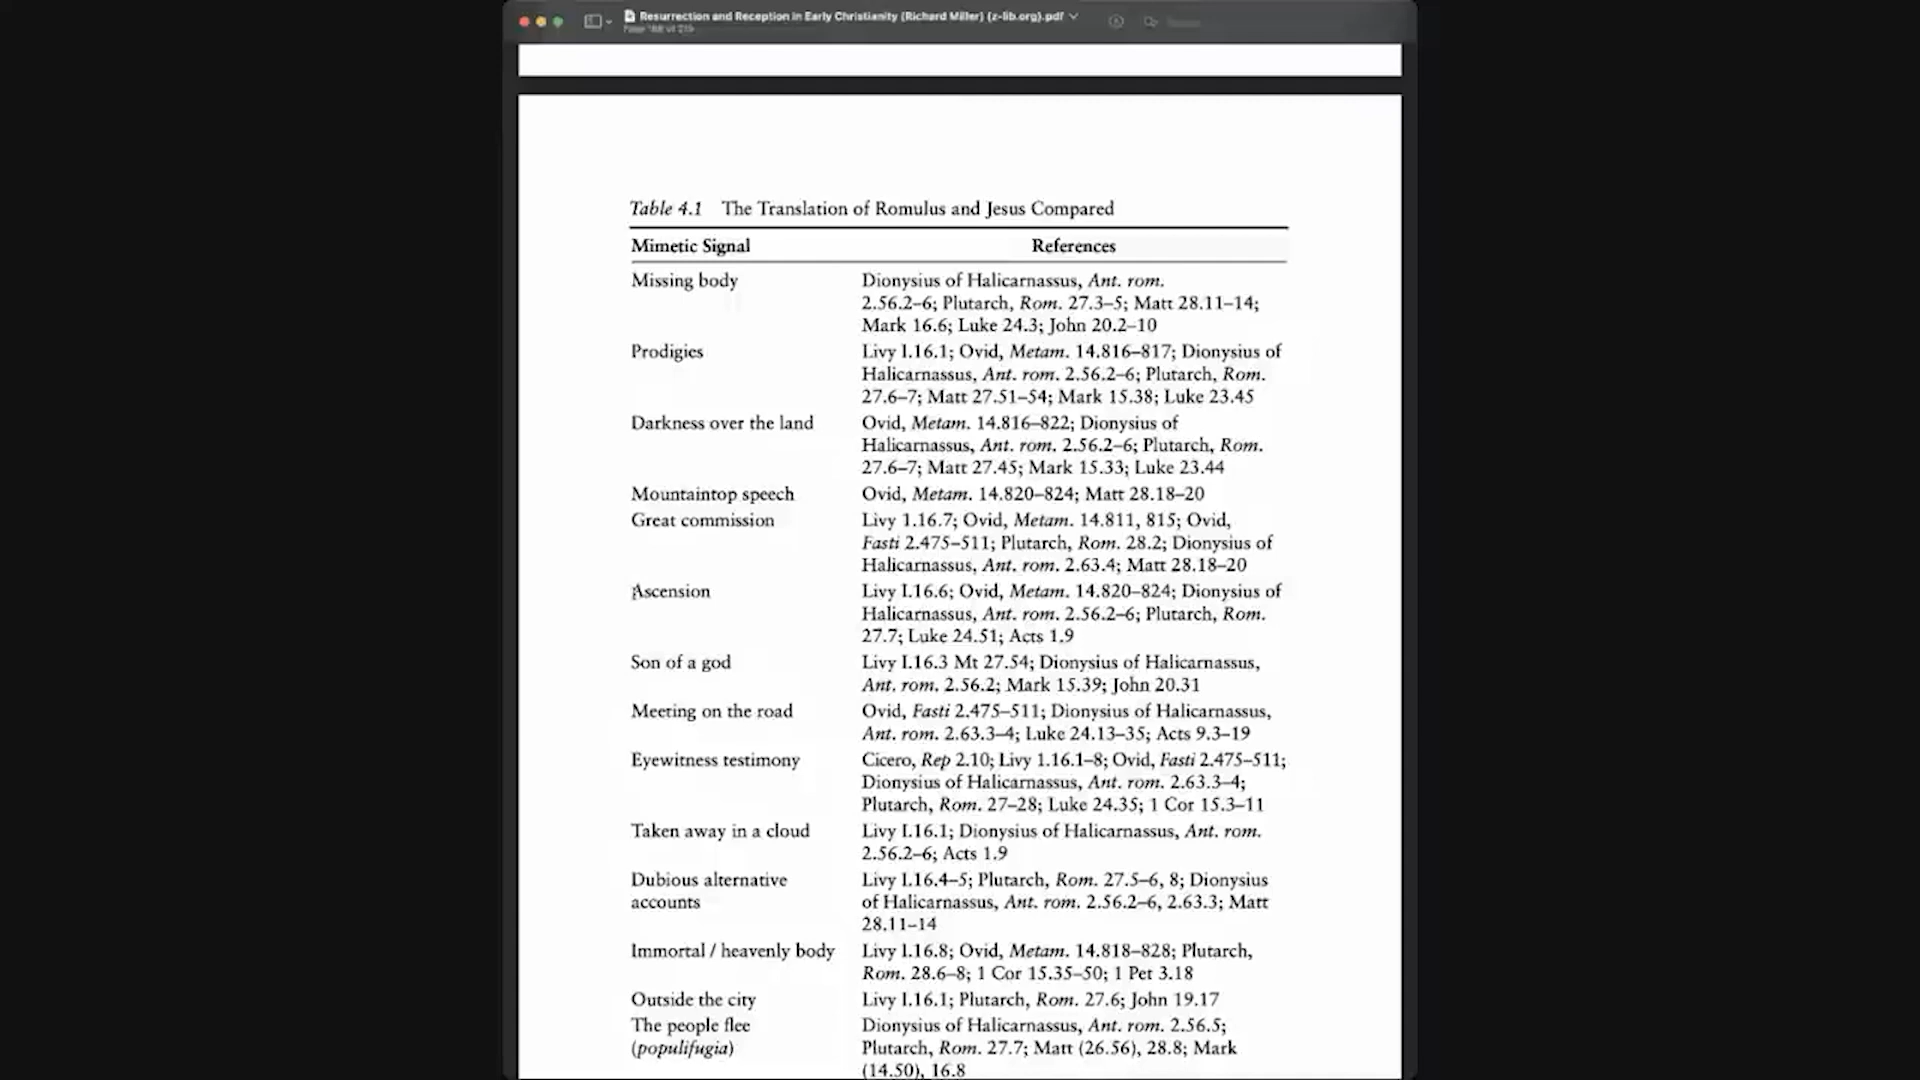 Resurrection and Reception in Early Christianity (Richard Miller) (z-lib.org).pdf
Table 4.1 The Translation of Romulus and Jesus Compared
Mimetic Signal References
Missing body Dionysius of Halicarnassus, Ant. rom.
2.56.2–6; Plutarch, Rom. 27.3–5; Matt 28.11–14;
Mark 16.6; Luke 24.3; John 20.2–10
Prodigies Livy I.16.1; Ovid, Metam. 14.816–817; Dionysius of
Halicarnassus, Ant. rom. 2.56.2–6; Plutarch, Rom.
27.6–7; Matt 27.51–54; Mark 15.38; Luke 23.45
Darkness over the land Ovid, Metam. 14.816–822; Dionysius of
Halicarnassus, Ant. rom. 2.56.2–6; Plutarch, Rom.
27.6–7; Matt 27.45; Mark 15.33; Luke 23.44
Mountaintop speech Ovid, Metam. 14.820–824; Matt 28.18–20
Great commission Livy 1.16.7; Ovid, Metam. 14.811, 815; Ovid,
Fasti 2.475–511; Plutarch, Rom. 28.2; Dionysius of
Halicarnassus, Ant. rom. 2.63.4; Matt 28.18–20
Ascension Livy I.16.6; Ovid, Metam. 14.820–824; Dionysius of
Halicarnassus, Ant. rom. 2.56.2–6; Plutarch, Rom.
27.7; Luke 24.51; Acts 1.9
Son of a god Livy I.16.3 Mt 27.54; Dionysius of Halicarnassus,
Ant. rom. 2.56.2; Mark 15.39; John 20.31
Meeting on the road Ovid, Fasti 2.475–511; Dionysius of Halicarnassus,
Ant. rom. 2.63.3–4; Luke 24.13–35; Acts 9.3–19
Eyewitness testimony Cicero, Rep 2.10; Livy 1.16.1–8; Ovid, Fasti 2.475–511;
Dionysius of Halicarnassus, Ant. rom. 2.63.3–4;
Plutarch, Rom. 27–28; Luke 24.35; 1 Cor 15.3–11
Taken away in a cloud Livy I.16.1; Dionysius of Halicarnassus, Ant. rom.
2.56.2–6; Acts 1.9
Dubious alternative Livy I.16.4–5; Plutarch, Rom. 27.5–6, 8; Dionysius
accounts of Halicarnassus, Ant. rom. 2.56.2–6, 2.63.3; Matt
28.11–14
Immortal / heavenly body Livy I.16.8; Ovid, Metam. 14.818–828; Plutarch,
Rom. 28.6–8; 1 Cor 15.35–50; 1 Pet 3.18
Outside the city Livy I.16.1; Plutarch, Rom. 27.6; John 19.17
The people flee Dionysius of Halicarnassus, Ant. rom. 2.56.5;
(populifugia) Plutarch, Rom. 27.7; Matt (26.56), 28.8; Mark
(14.50), 16.8